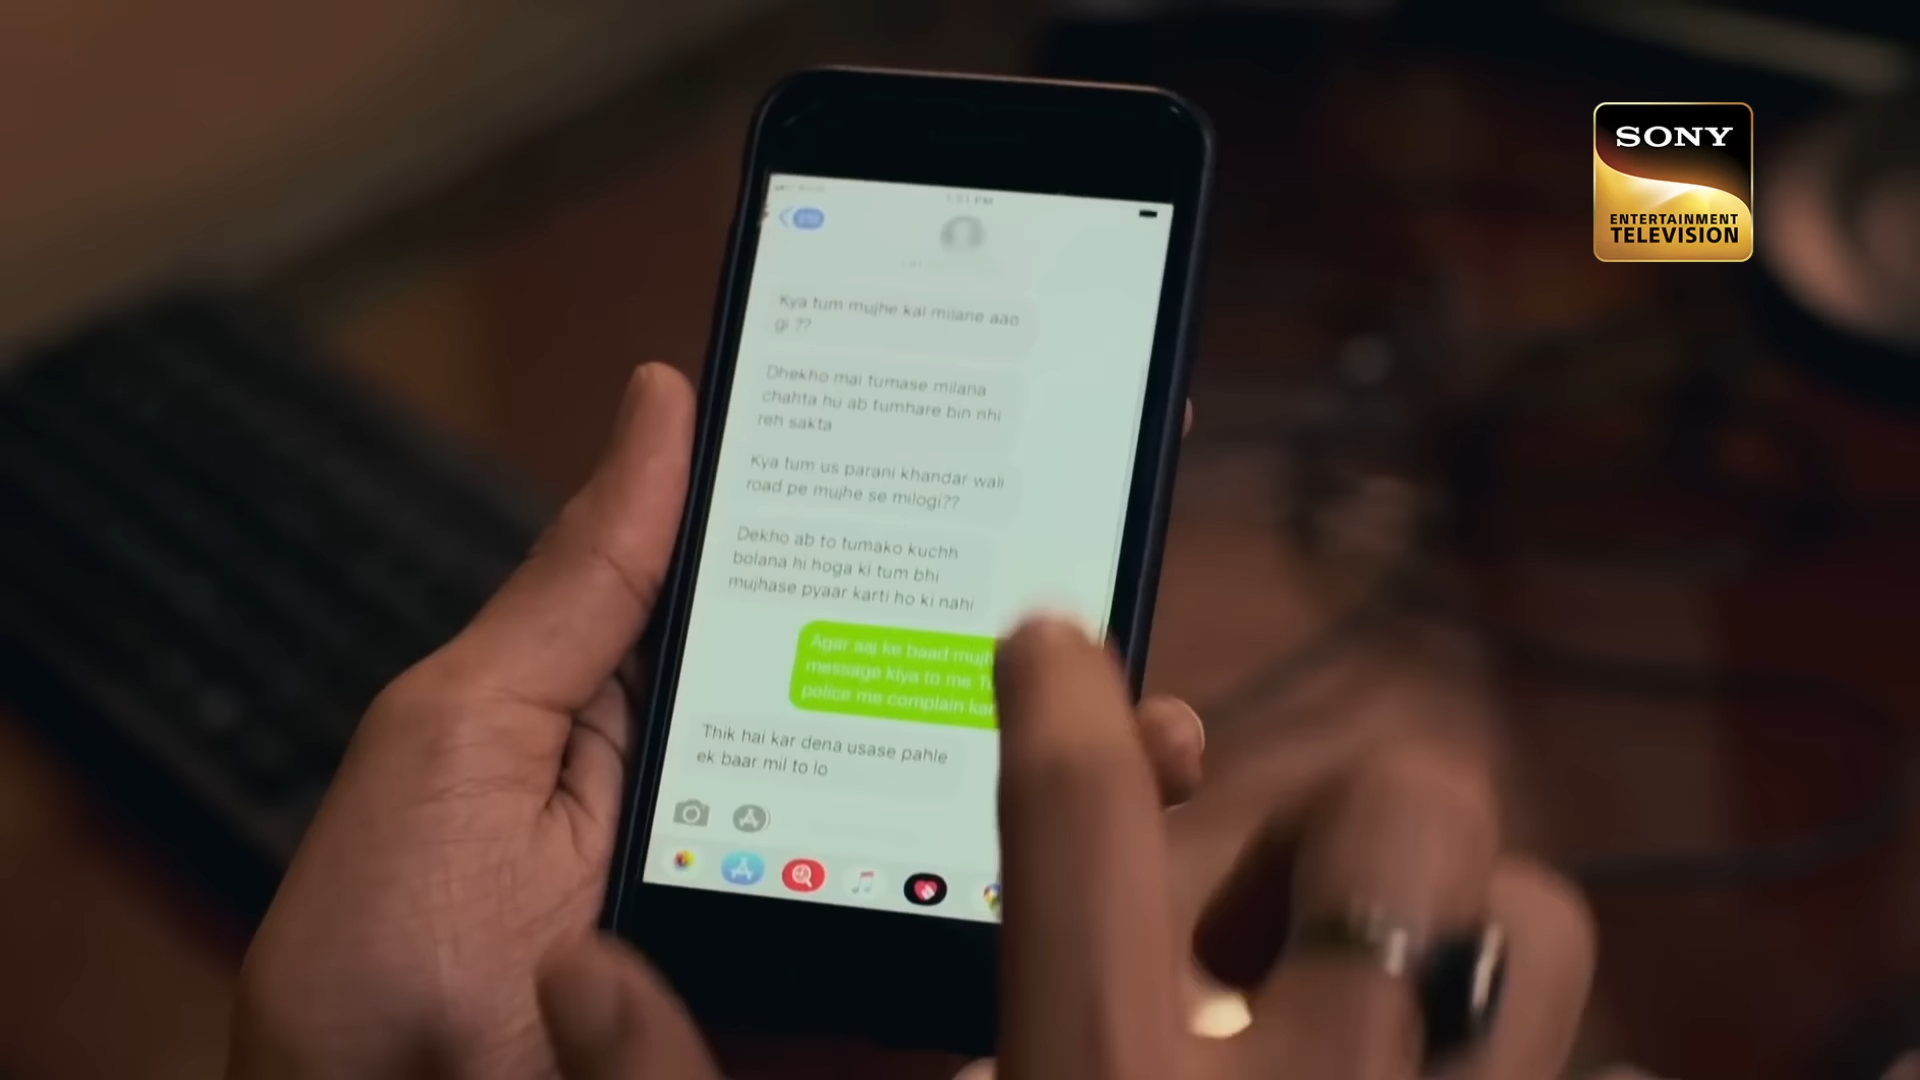 SONY
ENTERTAINMENT
TELEVISION
Kya tum mujhe kal milane aao
gi ??
Dhekho mai tumase milana
chahta hu ab tumhare bin nhi
reh sakta
Kya tum us parani khandar wali
road pe mujhe se milogi??
Dekho ab to tumako kuchh
bolana hi hoga ki tum bhi
mujhase pyaar karti ho ki nahi
Agar aaj ke baad
message kiya to me
police me complain
Thik hai kar dena usase pahle
ek baar mil to lo